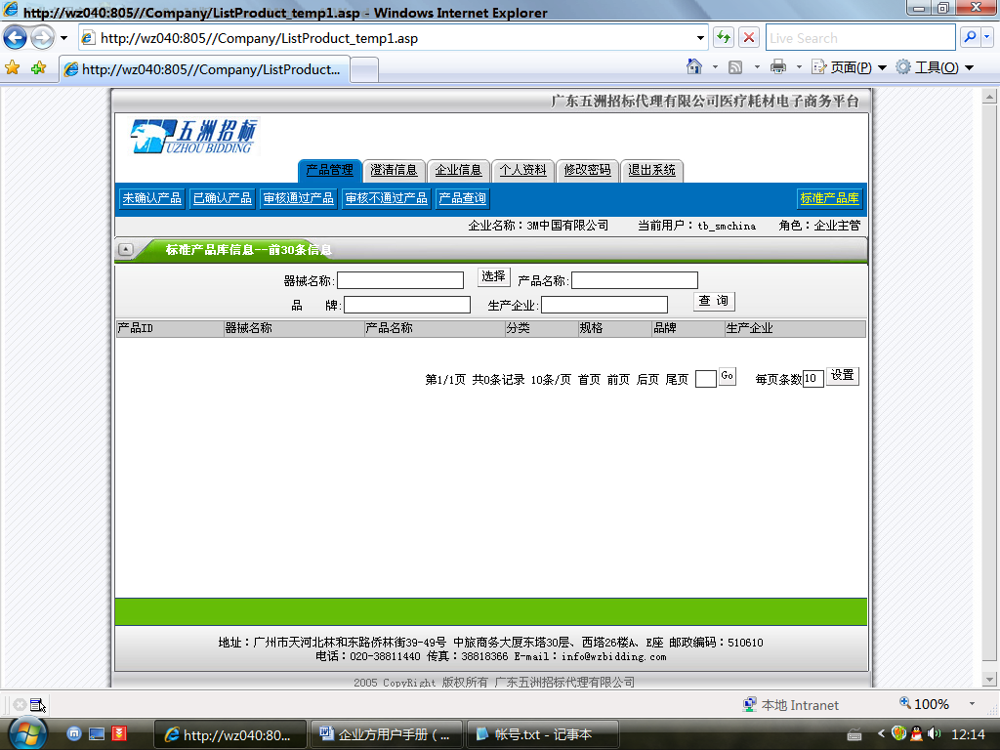 http://wz040:805//Company/ListProduct_temp1.asp - Windows Internet Explorer
http://wz040:805//Company/ListProduct_temp1.asp
Live Search
http://wz040:805//Company/ListProduct...
页面(P) 工具(O)
广东五洲招标代理有限公司医疗耗材电子商务平台
五洲招标
UZHOU BIDDING
产品管理 澄清信息 企业信息 个人资料 修改密码 退出系统
未确认产品 已确认产品 审核通过产品 审核不通过产品 产品查询 标准产品库
企业名称：3M中国有限公司 当前用户：tb_smchina 角色：企业主管
标准产品库信息--前30条信息
器械名称: 选择 产品名称:
品 牌: 生产企业: 查 询
产品ID 器械名称 产品名称 分类 规格 品牌 生产企业
第1/1页 共0条记录 10条/页 首页 前页 后页 尾页 Go 每页条数 10 设置
地址：广州市天河北林和东路侨林街39-49号 中旅商务大厦东塔30层、西塔26楼A、E座 邮政编码：510610
电话：020-38811440 传真：38818366 E-mail：info@wzbidding.com
2005 CopyRight 版权所有 广东五洲招标代理有限公司
本地 Intranet 100%
http://wz040:80... 企业方用户手册（... 帐号.txt - 记事本 12:14